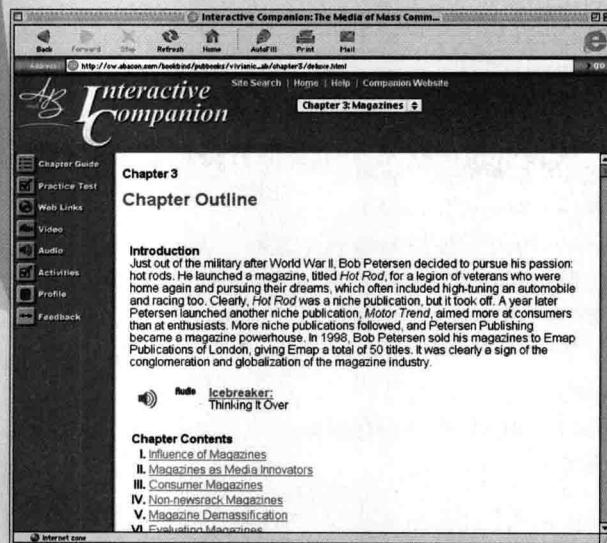 Interactive Companion: The Media of Mass Comm...
Back Forward Stop Refresh Home AutoFill Print Mail
Address http://cw.abacon.com/bookbind/pubbooks/vivianic_ab/chapter3/deluxe.html go
Site Search | Home | Help | Companion Website
A&B Interactive Companion
Chapter 3: Magazines
Chapter Guide
Practice Test
Web Links
Video
Audio
Activities
Profile
Feedback
Chapter 3
Chapter Outline
Introduction
Just out of the military after World War II, Bob Petersen decided to pursue his passion:
hot rods. He launched a magazine, titled Hot Rod, for a legion of veterans who were
home again and pursuing their dreams, which often included high-tuning an automobile
and racing too. Clearly, Hot Rod was a niche publication, but it took off. A year later
Petersen launched another niche publication, Motor Trend, aimed more at consumers
than at enthusiasts. More niche publications followed, and Petersen Publishing
became a magazine powerhouse. In 1998, Bob Petersen sold his magazines to Emap
Publications of London, giving Emap a total of 50 titles. It was clearly a sign of the
conglomeration and globalization of the magazine industry.
Audio Icebreaker:
Thinking It Over
Chapter Contents
I. Influence of Magazines
II. Magazines as Media Innovators
III. Consumer Magazines
IV. Non-newsrack Magazines
V. Magazine Demassification
VI. Evaluating Magazines
Internet zone